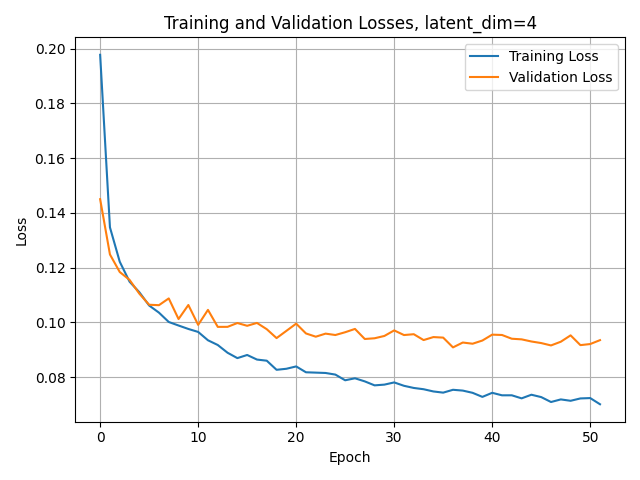 Training and Validation Losses, latent_dim=4
Training Loss
Validation Loss
Loss
0.20
0.18
0.16
0.14
0.12
0.10
0.08
0 10 20 30 40 50
Epoch